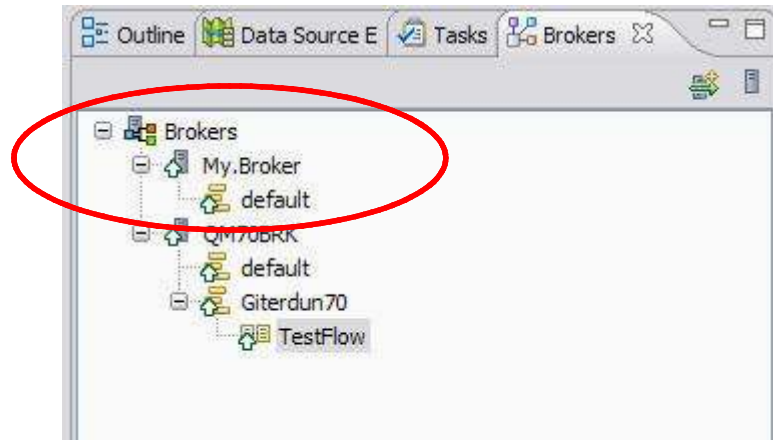 Outline Data Source E Tasks Brokers
Brokers
My.Broker
default
QM70BRK
default
Giterdun70
TestFlow